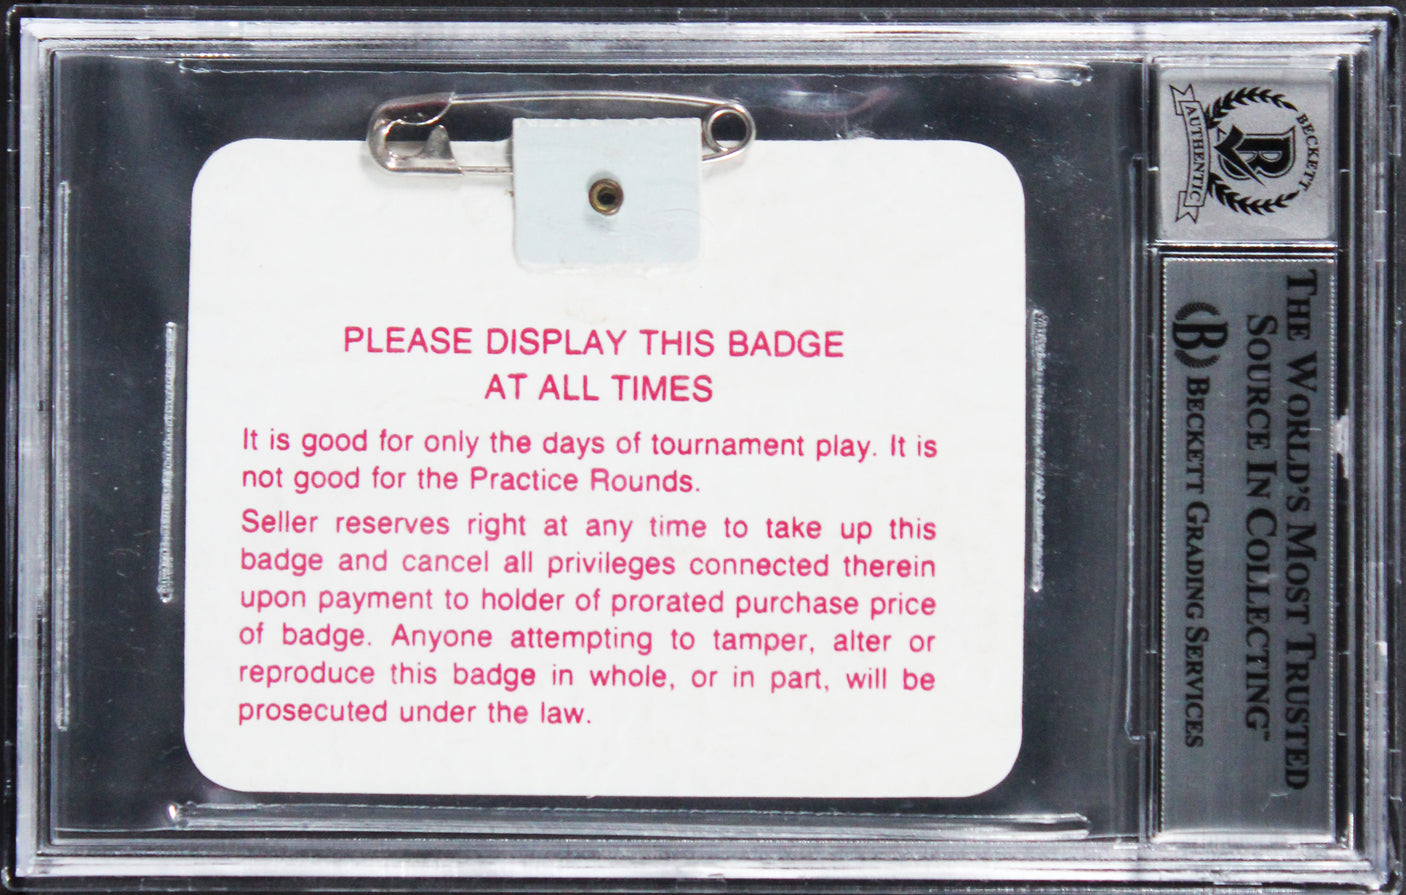 PLEASE DISPLAY THIS BADGE
AT ALL TIMES
It is good for only the days of tournament play. It is
not good for the Practice Rounds.
Seller reserves right at any time to take up this
badge and cancel all privileges connected therein
upon payment to holder of prorated purchase price
of badge. Anyone attempting to tamper, alter or
reproduce this badge in whole, or in part, will be
prosecuted under the law.
BECKETT
AUTHENTIC
THE WORLD'S MOST TRUSTED
SOURCE IN COLLECTING™
B BECKETT GRADING SERVICES